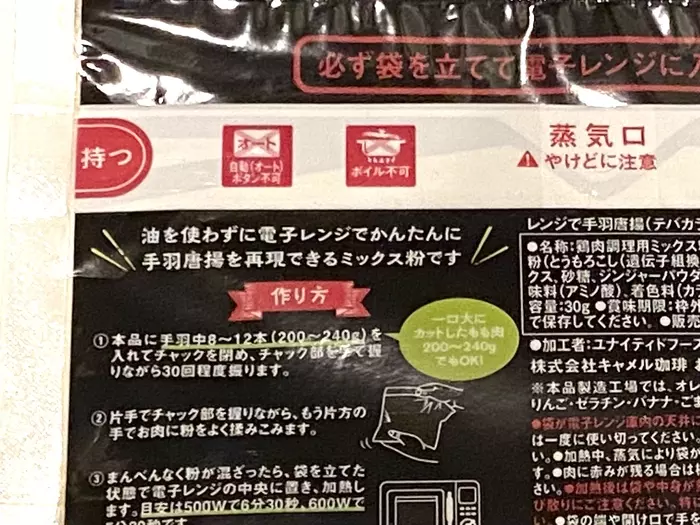 必ず袋を立てて電子レンジに入
持つ
オート
自動(オート)
ボタン不可
ボイル不可
蒸気口
やけどに注意
油を使わずに電子レンジでかんたんに
手羽唐揚を再現できるミックス粉です
作り方
①本品に手羽中8〜12本(200〜240g)を
入れてチャックを閉め、チャック部を手で握
りながら30回程度振ります。
一口大に
カットしたもも肉
200〜240g
でもOK!
②片手でチャック部を握りながら、もう片方の
手でお肉に粉をよく揉みこみます。
③まんべんなく粉が混ざったら、袋を立てた
状態で電子レンジの中央に置き、加熱し
ます。目安は500Wで6分30秒、600Wで
レンジで手羽唐揚(テバカ
●名称:鶏肉調理用ミックス
粉(とうもろこし(遺伝子組換
クス、砂糖、ジンジャーパウダ
味料(アミノ酸)、着色料(カラ
容量:30g ●賞味期限:枠外
で保存してください。 ●販売
●加工者:ユナイティドフーズ
株式会社キャメル珈琲
※本品製造工場では、オレ
りんご・ゼラチン・バナナ・ごま
●袋が電子レンジ庫内の天井に
は一度に使い切ってください。
●加熱中、蒸気により袋が
す。●肉に赤みが残る場合は
さい。●加熱後は袋や中身が
び散りにご注意ください。
●袋の端や開け口で手を